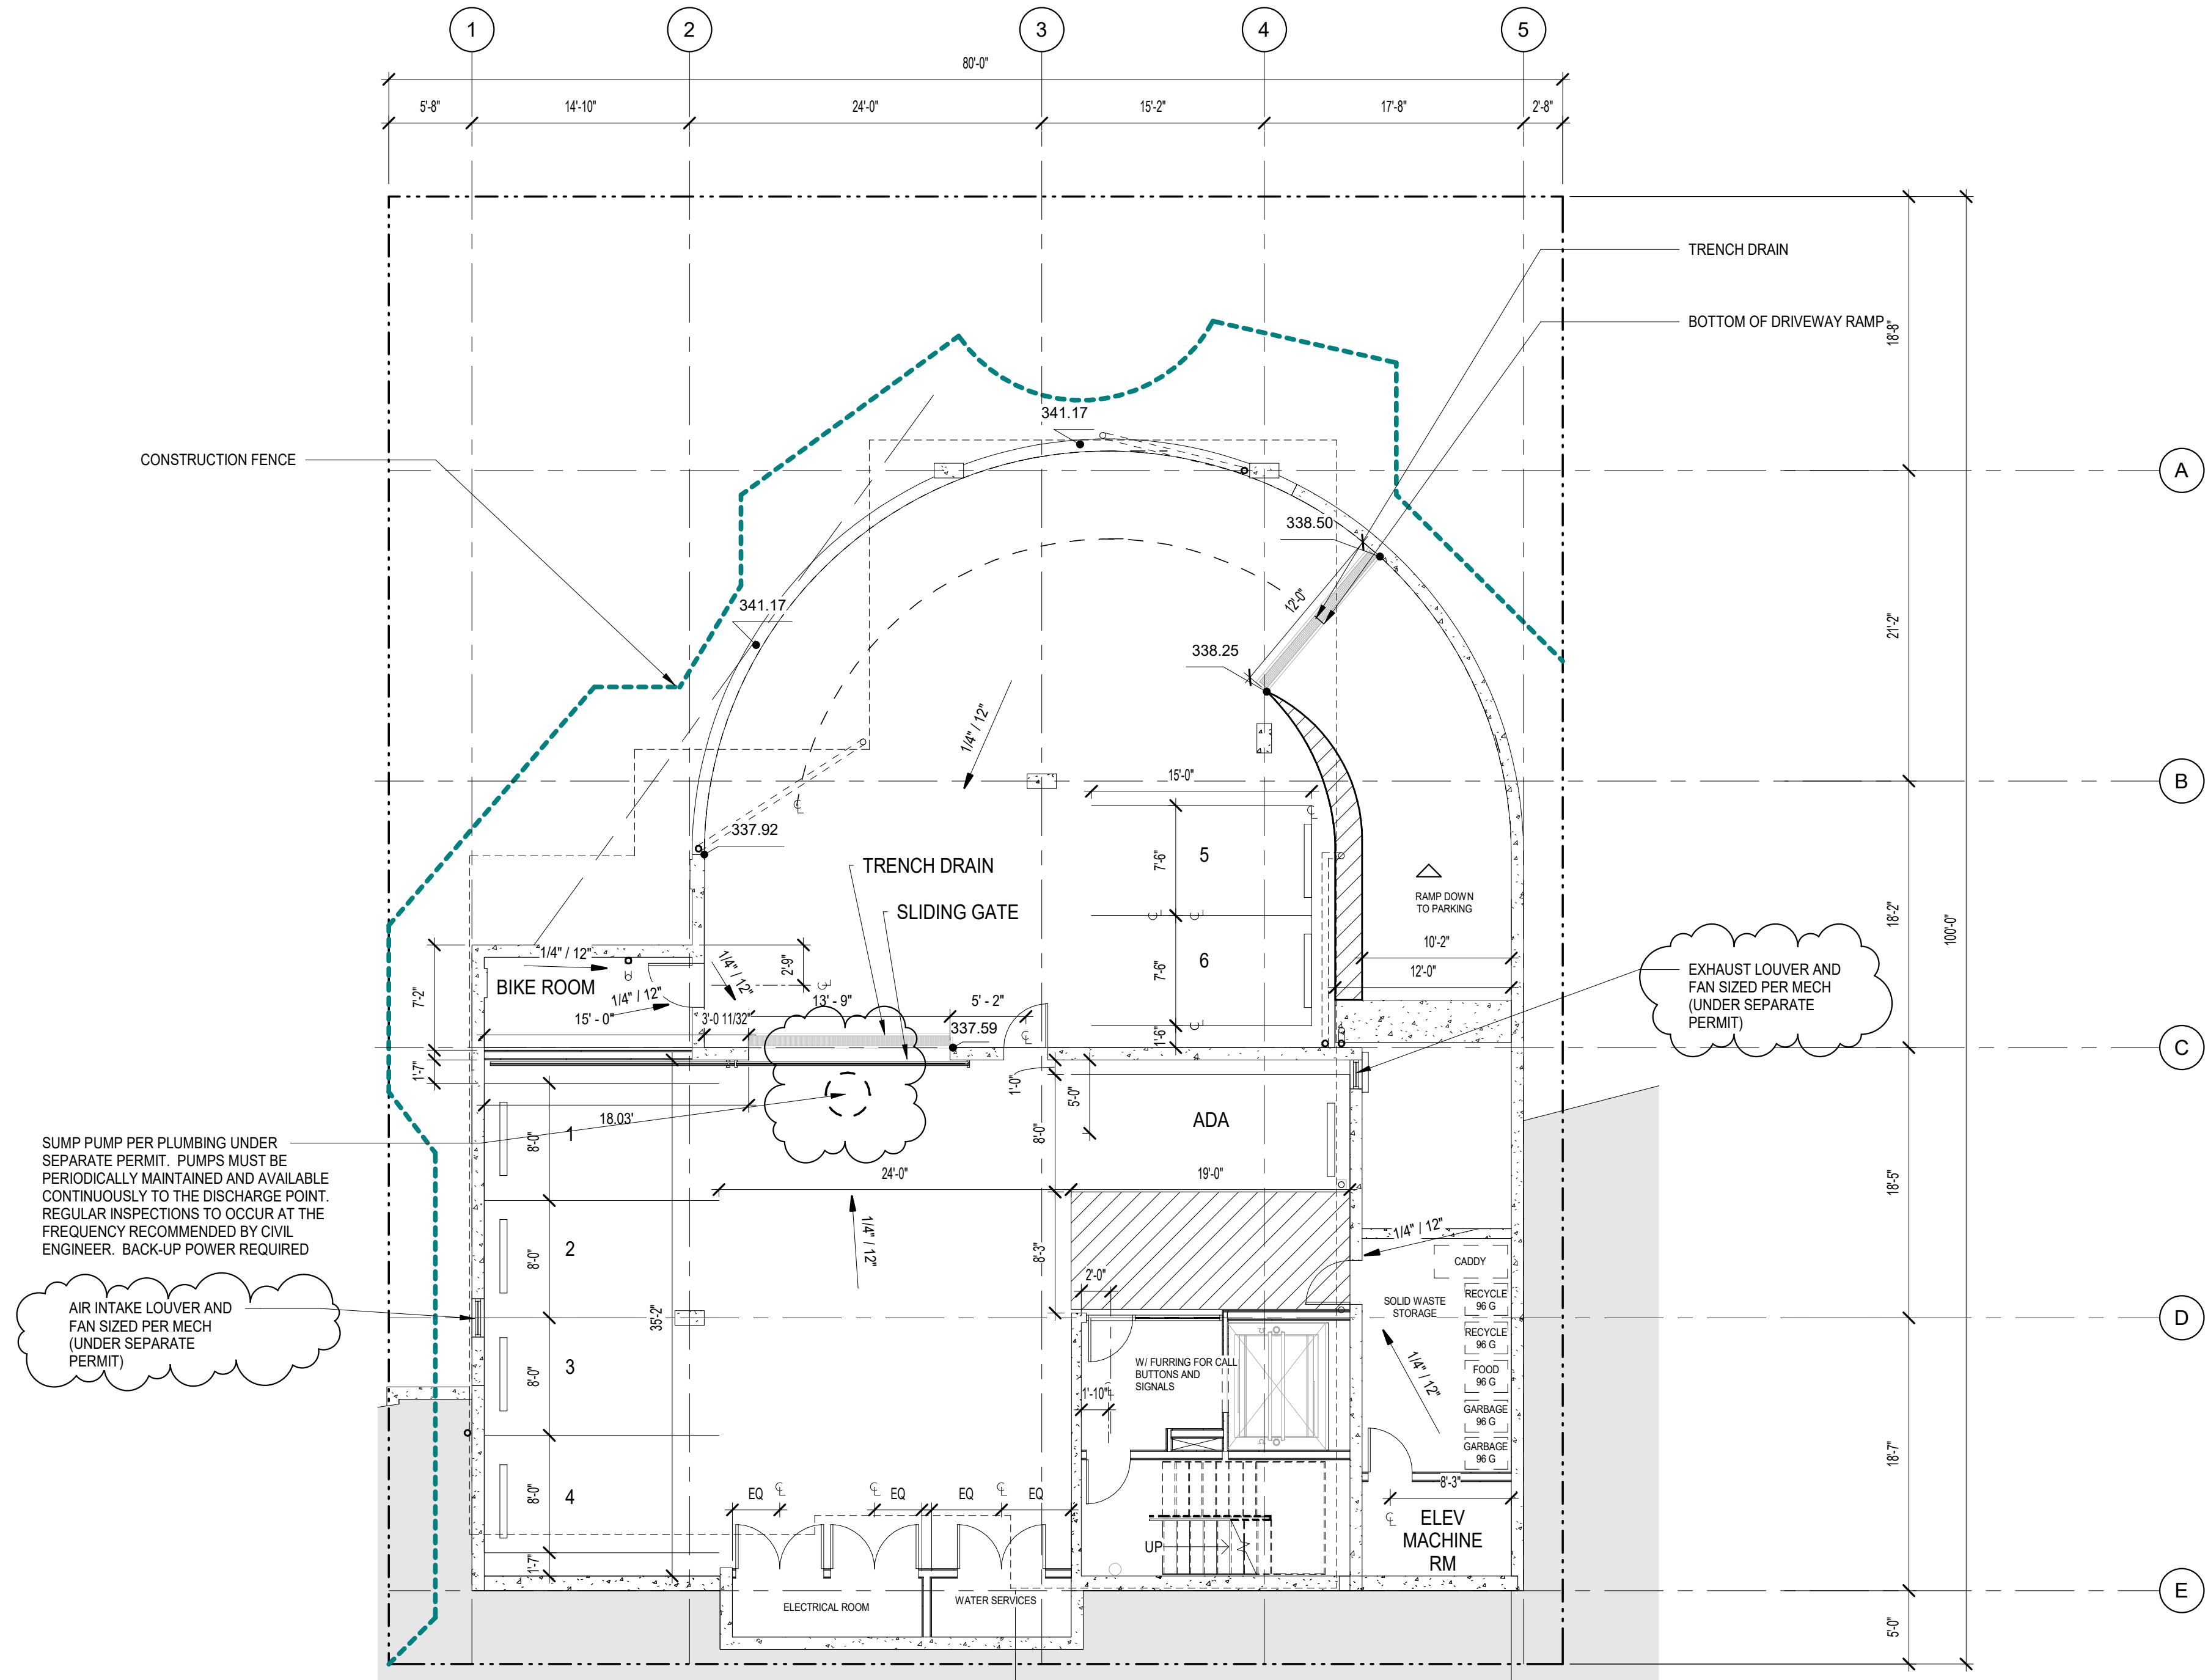 1
2
3
4
5
80'-0"
5'-8"
14'-10"
24'-0"
15'-2"
17'-8"
2'-8"
TRENCH DRAIN
BOTTOM OF DRIVEWAY RAMP
18'-8"
341.17
CONSTRUCTION FENCE
A
338.50
12'-0"
341.17
21'-2"
338.25
1/4" / 12"
B
15'-0"
℄
℄
337.92
TRENCH DRAIN
7'-6"
5
SLIDING GATE
RAMP DOWN
TO PARKING
18'-2"
100'-0"
10'-2"
12'-0"
1/4" / 12"
1/4" / 12"
2'-9"
7'-6"
6
EXHAUST LOUVER AND
FAN SIZED PER MECH
(UNDER SEPARATE
PERMIT)
BIKE ROOM
1/4" / 12"
7'-2"
15' - 0"
3'-0 11/32"
13' - 9"
5' - 2"
337.59
℄
1'-6"
C
1'-7"
1'-0"
5'-0"
18.03'
1
8'-0"
8'-0"
ADA
SUMP PUMP PER PLUMBING UNDER
SEPARATE PERMIT. PUMPS MUST BE
PERIODICALLY MAINTAINED AND AVAILABLE
CONTINUOUSLY TO THE DISCHARGE POINT.
REGULAR INSPECTIONS TO OCCUR AT THE
FREQUENCY RECOMMENDED BY CIVIL
ENGINEER. BACK-UP POWER REQUIRED
24'-0"
19'-0"
18'-5"
1/4" / 12"
1/4" / 12"
8'-0"
2
8'-3"
CADDY
2'-0"
AIR INTAKE LOUVER AND
FAN SIZED PER MECH
(UNDER SEPARATE
PERMIT)
35'-2"
SOLID WASTE
STORAGE
RECYCLE
96 G
D
RECYCLE
96 G
8'-0"
3
W/ FURRING FOR CALL
BUTTONS AND
SIGNALS
1/4" / 12"
FOOD
96 G
1'-10"
℄
GARBAGE
96 G
GARBAGE
96 G
18'-7"
8'-0"
4
EQ
℄
℄
EQ
EQ
℄
EQ
8'-3"
℄
ELEV
MACHINE
RM
UP
1'-7"
E
ELECTRICAL ROOM
WATER SERVICES
5'-0"